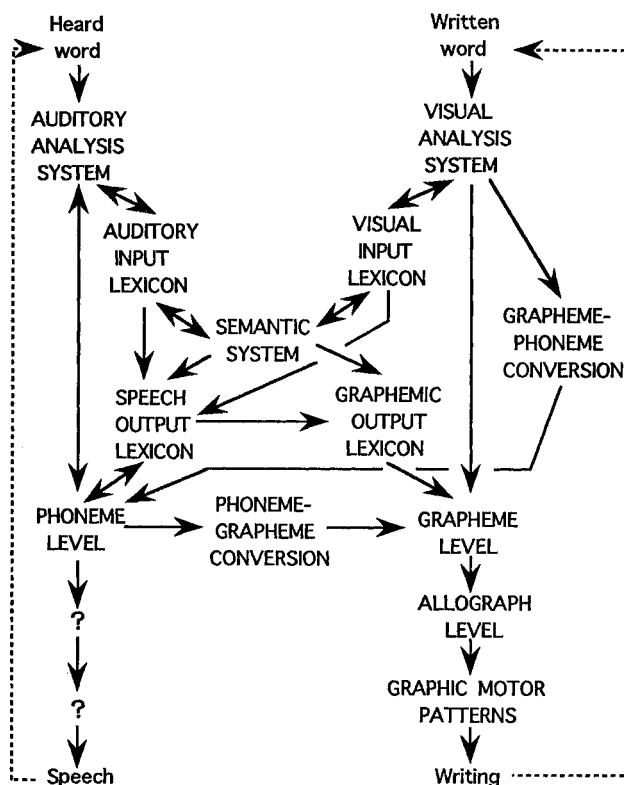 Heard
word
Written
word
AUDITORY
ANALYSIS
SYSTEM
VISUAL
ANALYSIS
SYSTEM
AUDITORY
INPUT
LEXICON
VISUAL
INPUT
LEXICON
SEMANTIC
SYSTEM
GRAPHEME-
PHONEME
CONVERSION
SPEECH
OUTPUT
LEXICON
GRAPHEMIC
OUTPUT
LEXICON
PHONEME
LEVEL
PHONEME-
GRAPHEME
CONVERSION
GRAPHEME
LEVEL
?
ALLOGRAPH
LEVEL
?
GRAPHIC MOTOR
PATTERNS
Speech
Writing